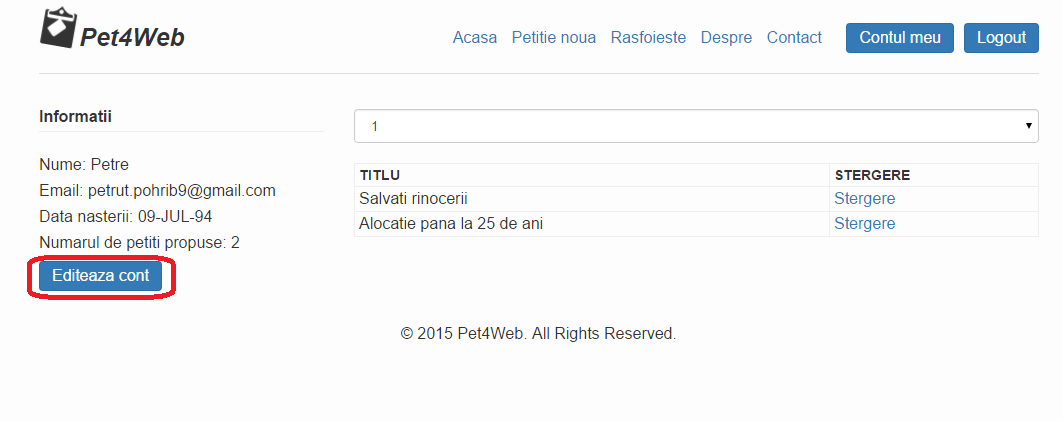 Pet4Web
Acasa Petitie noua Rasfoieste Despre Contact Contul meu Logout
Informatii
Nume: Petre
Email: petrut.pohrib9@gmail.com
Data nasterii: 09-JUL-94
Numarul de petiti propuse: 2
Editeaza cont
1
TITLU STERGERE
Salvati rinocerii Stergere
Alocatie pana la 25 de ani Stergere
© 2015 Pet4Web. All Rights Reserved.